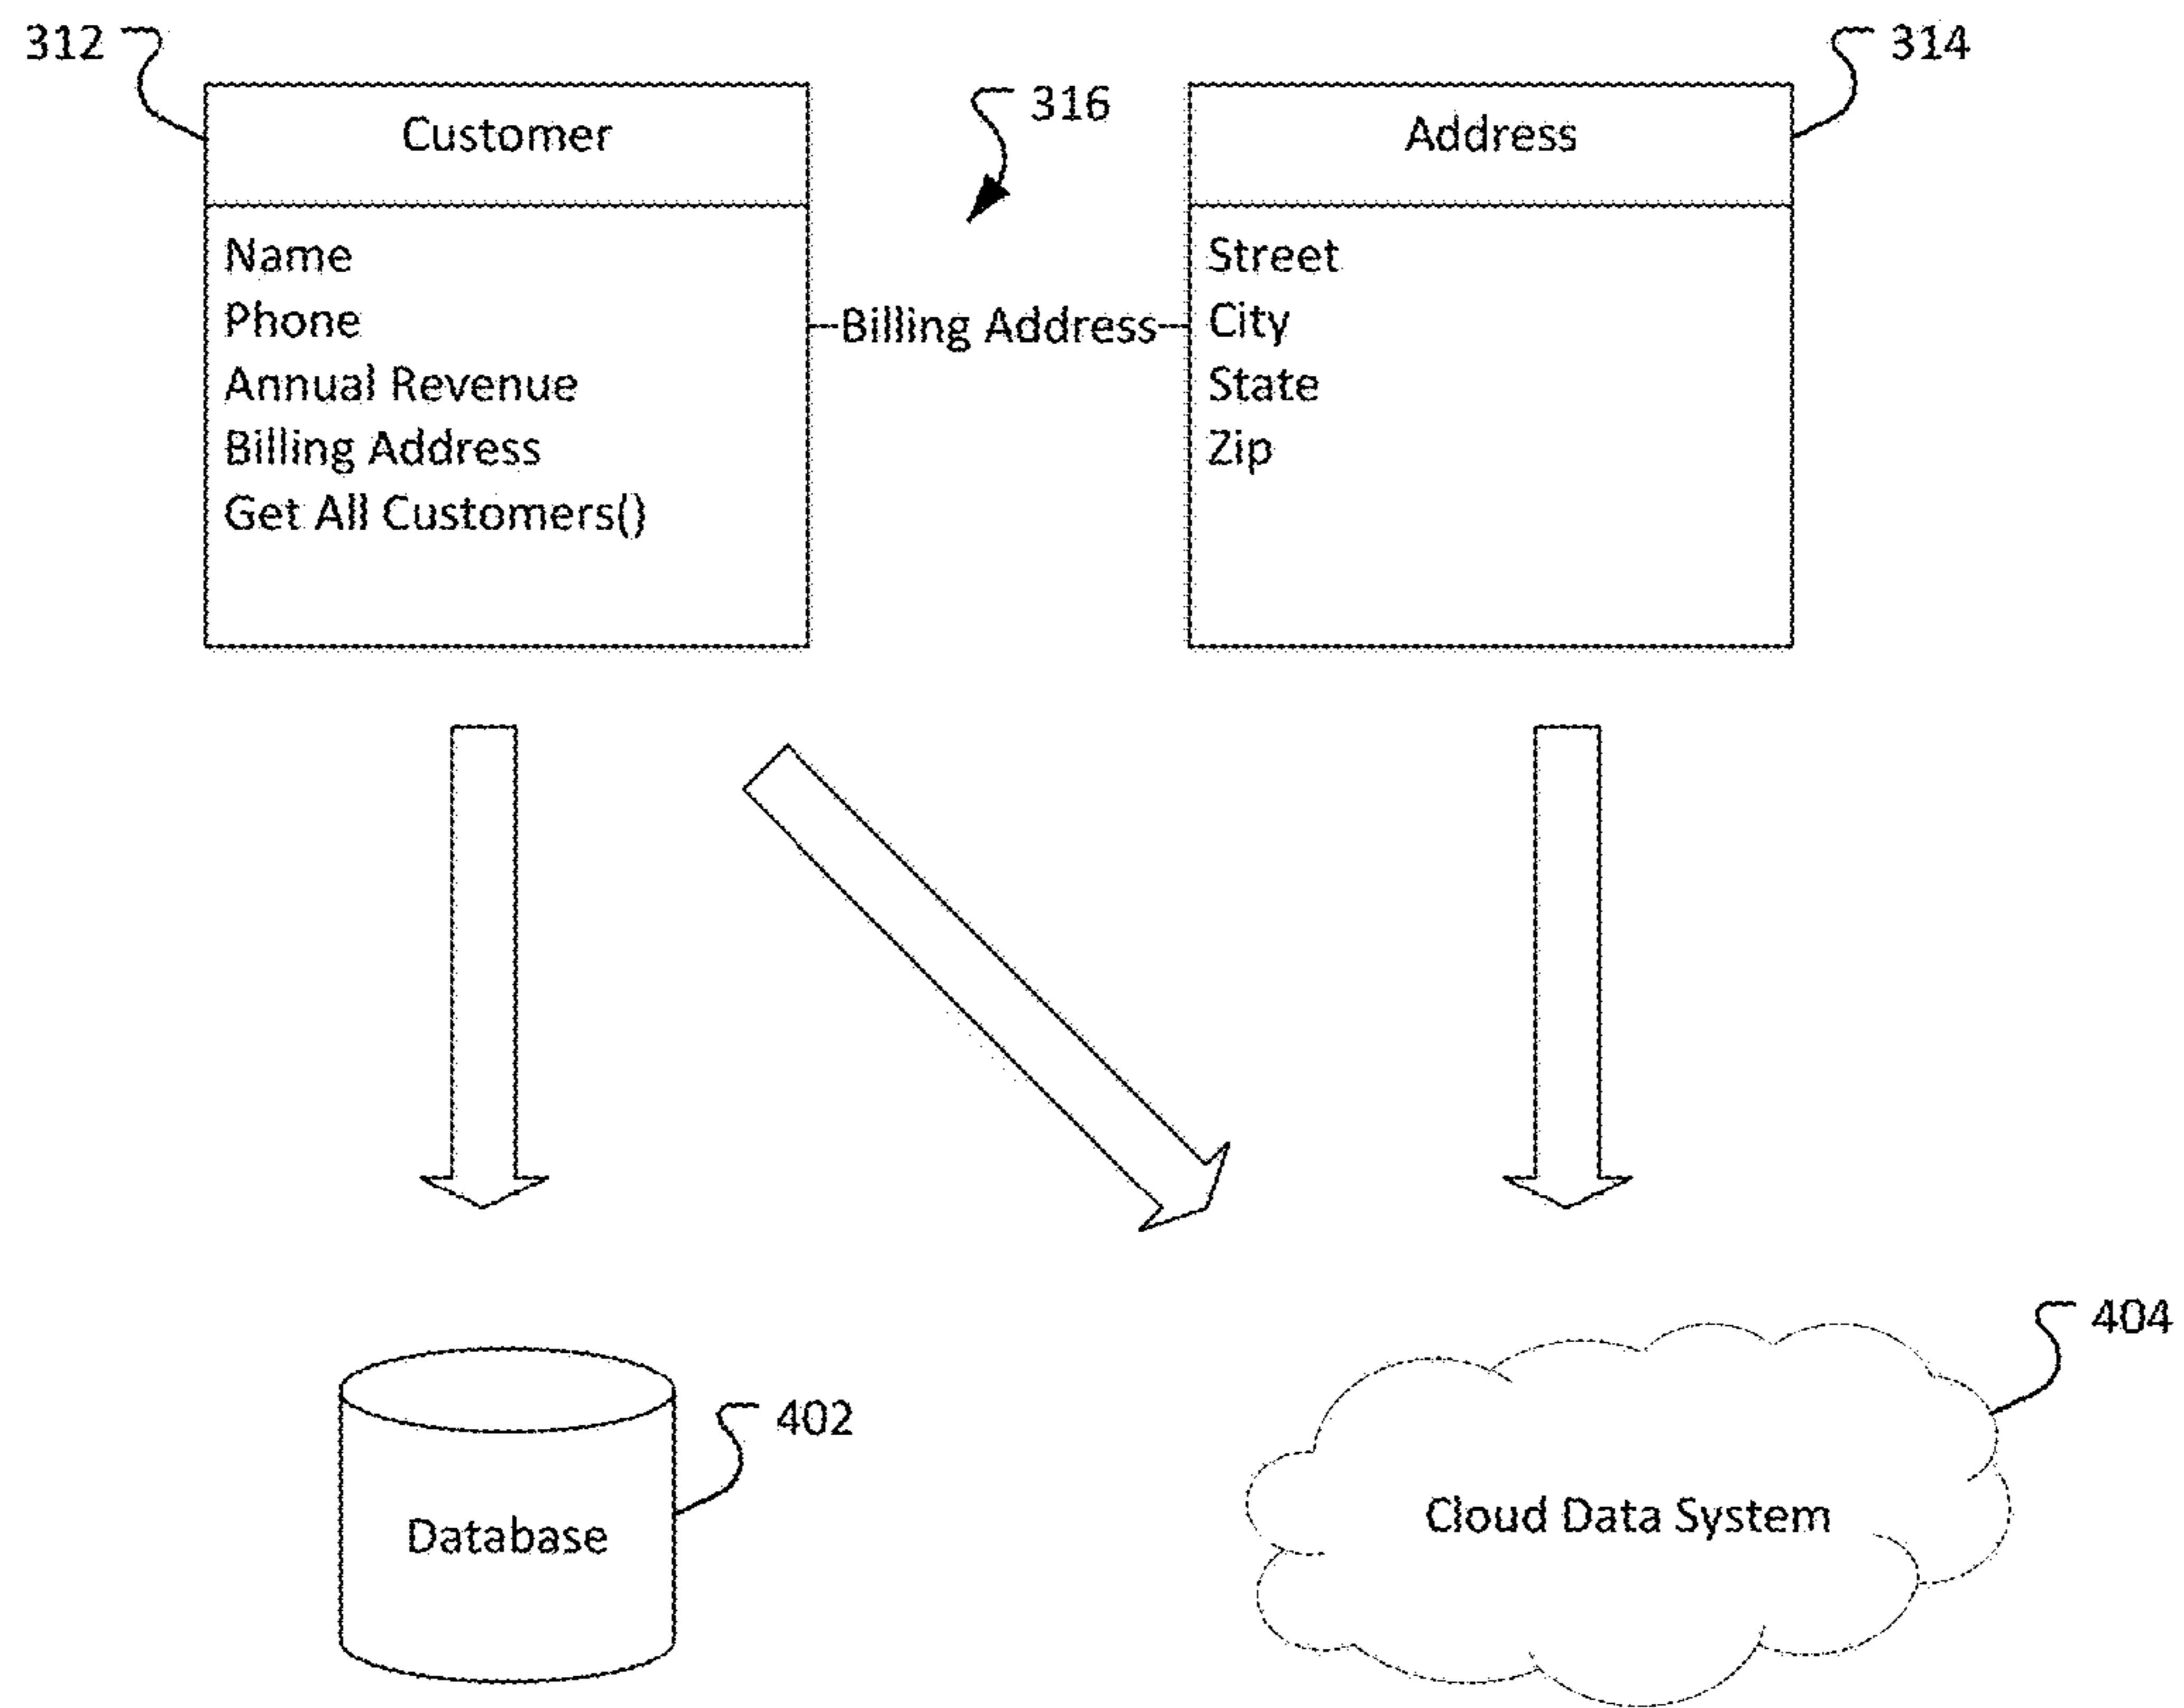 312
314
316
Customer
Address
Name
Phone
Annual Revenue
Billing Address
Get All Customers()
Billing Address
Street
City
State
Zip
402
404
Database
Cloud Data System